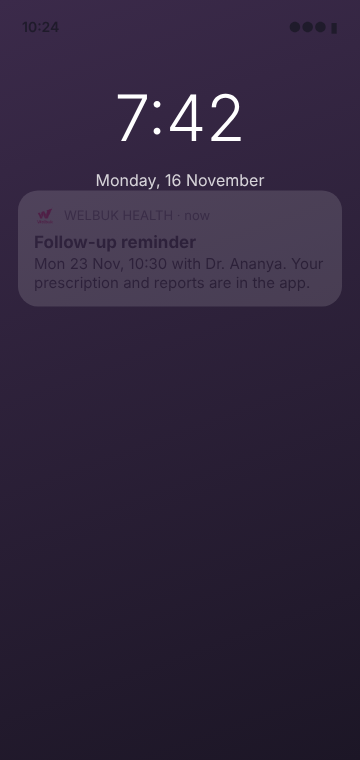 10:24
7:42
Monday, 16 November
WELBUK HEALTH · now
Follow-up reminder
Mon 23 Nov, 10:30 with Dr. Ananya. Your
prescription and reports are in the app.